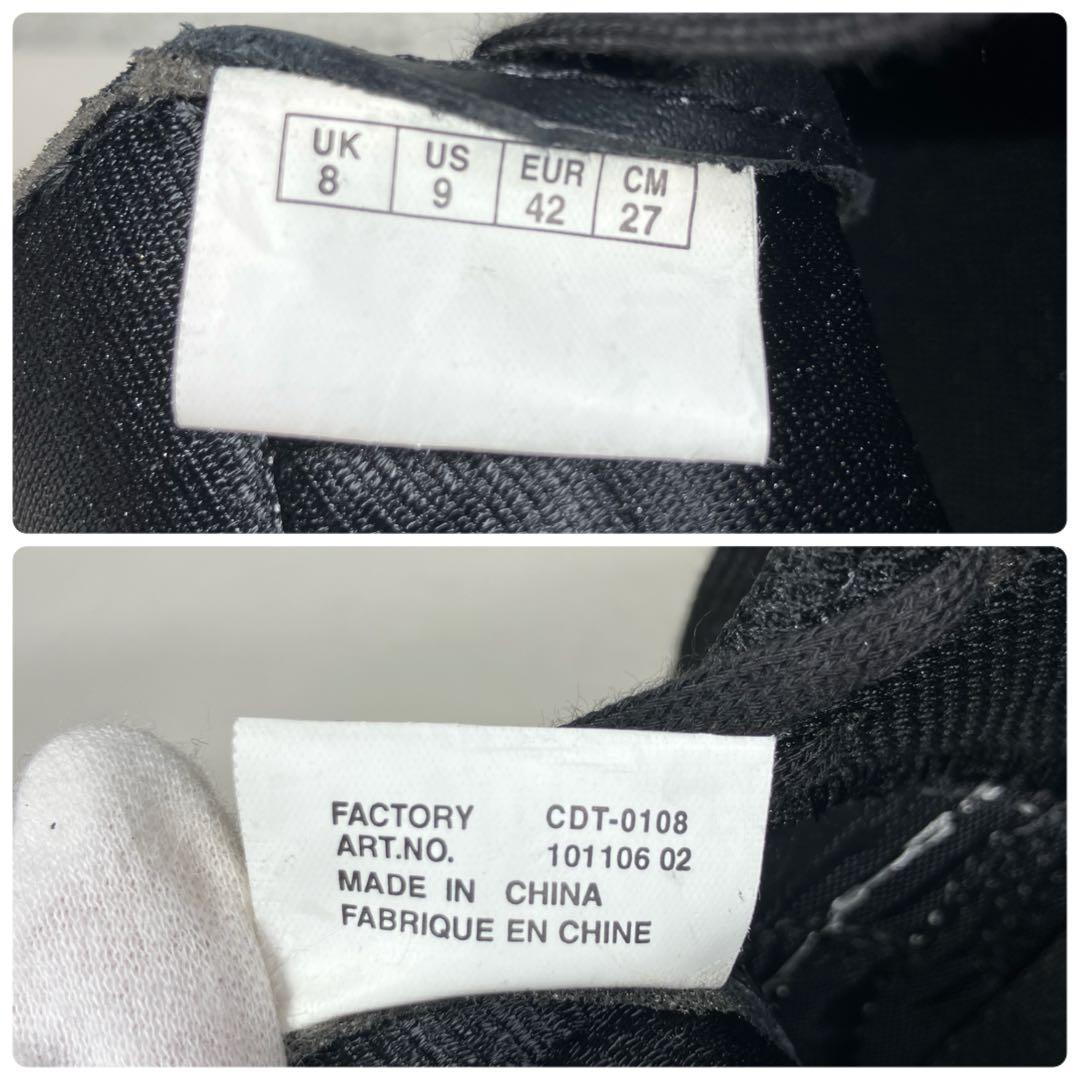 UK US EUR CM
8 9 42 27
FACTORY CDT-0108
ART.NO. 101106 02
MADE IN CHINA
FABRIQUE EN CHINE